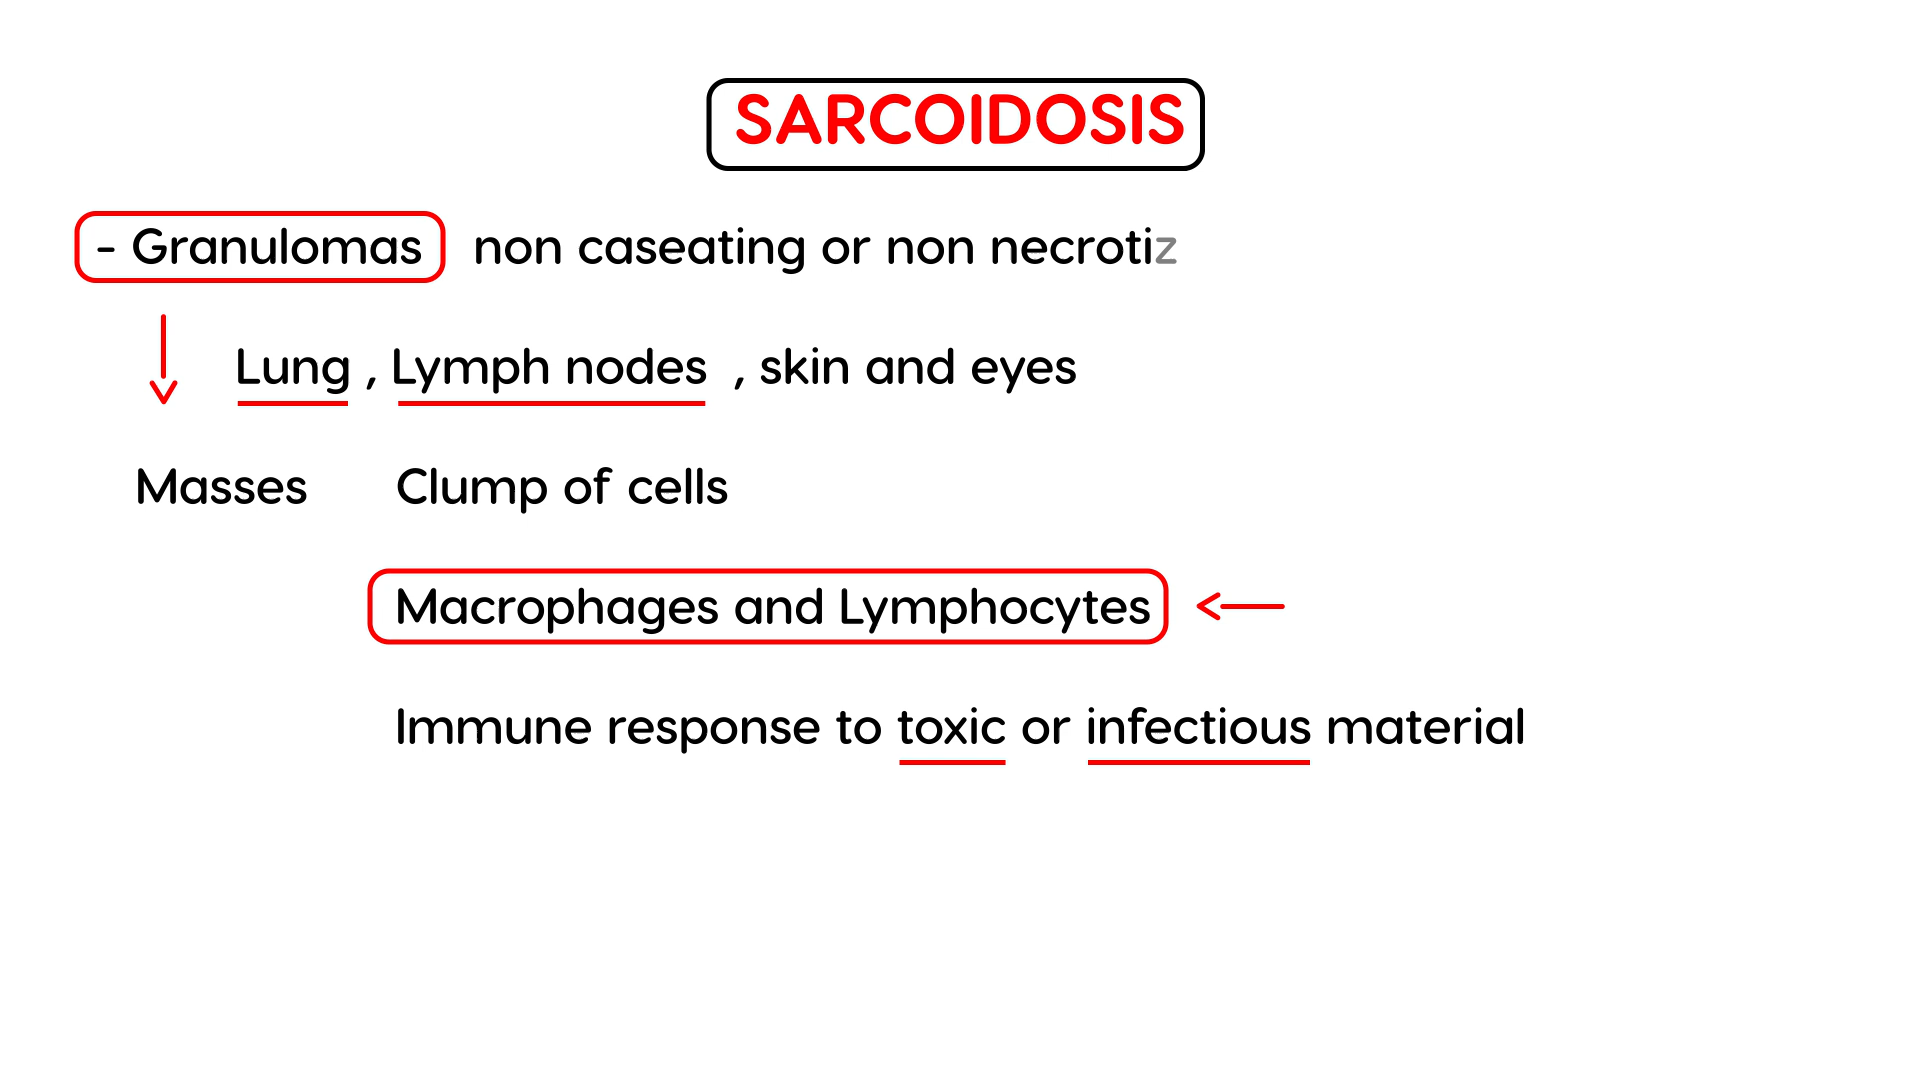 SARCOIDOSIS
- Granulomas non caseating or non necrotiz
Lung , Lymph nodes , skin and eyes
Masses Clump of cells
Macrophages and Lymphocytes
Immune response to toxic or infectious material